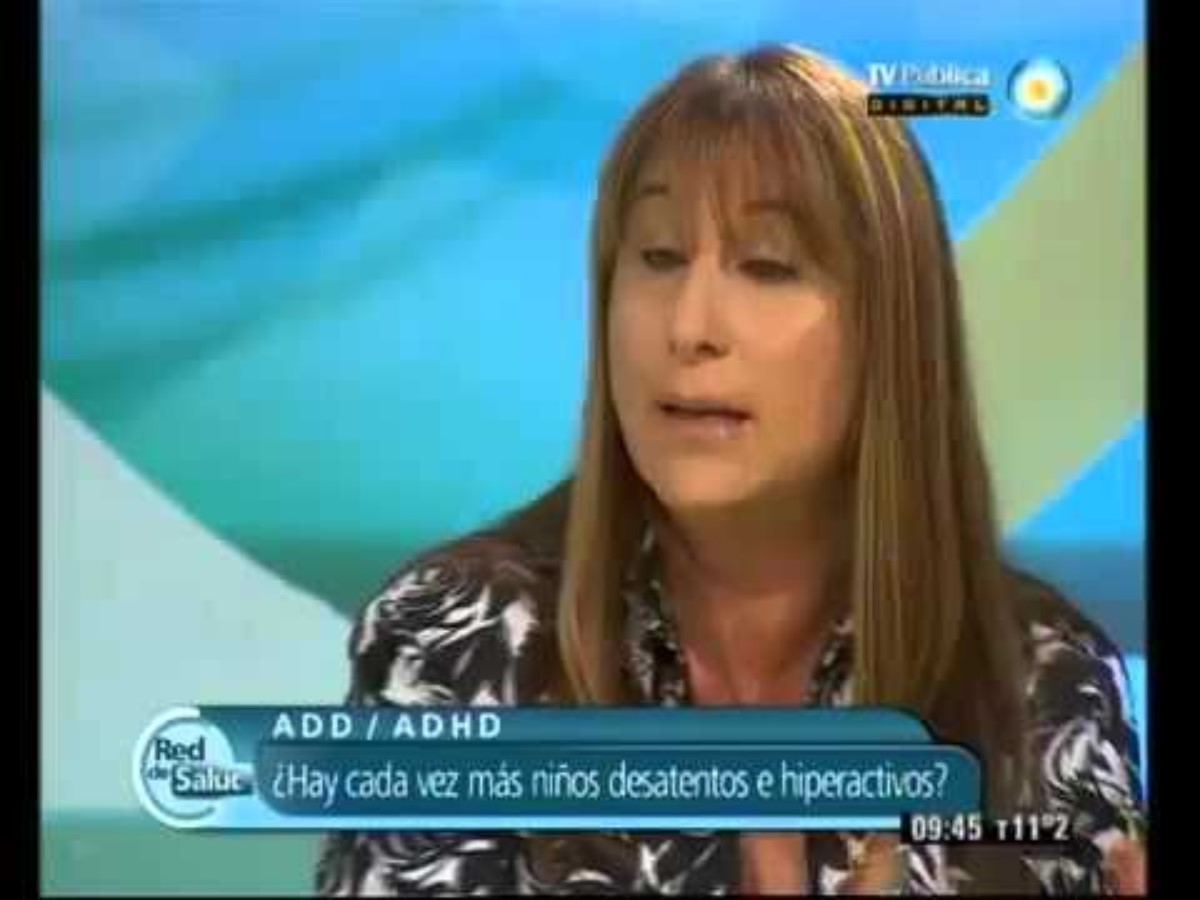 TV Pública
DIGITAL
ADD / ADHD
Red
de Salud
¿Hay cada vez más niños desatentos e hiperactivos?
09:45 T11°2